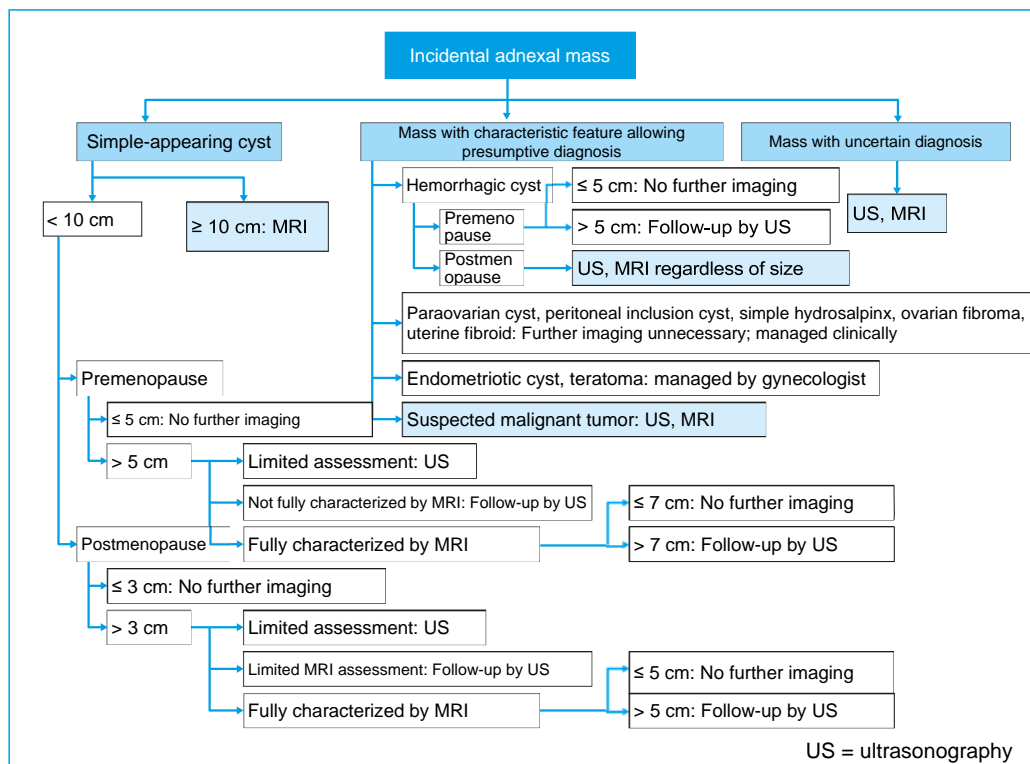 Incidental adnexal mass
Simple-appearing cyst
Mass with characteristic feature allowing
presumptive diagnosis
Mass with uncertain diagnosis
< 10 cm
≥ 10 cm: MRI
Hemorrhagic cyst
≤ 5 cm: No further imaging
Premeno
pause
> 5 cm: Follow-up by US
Postmen
opause
US, MRI regardless of size
US, MRI
Paraovarian cyst, peritoneal inclusion cyst, simple hydrosalpinx, ovarian fibroma,
uterine fibroid: Further imaging unnecessary; managed clinically
Endometriotic cyst, teratoma: managed by gynecologist
Suspected malignant tumor: US, MRI
Premenopause
≤ 5 cm: No further imaging
> 5 cm
Limited assessment: US
Not fully characterized by MRI: Follow-up by US
Fully characterized by MRI
≤ 7 cm: No further imaging
> 7 cm: Follow-up by US
Postmenopause
≤ 3 cm: No further imaging
> 3 cm
Limited assessment: US
Limited MRI assessment: Follow-up by US
Fully characterized by MRI
≤ 5 cm: No further imaging
> 5 cm: Follow-up by US
US = ultrasonography